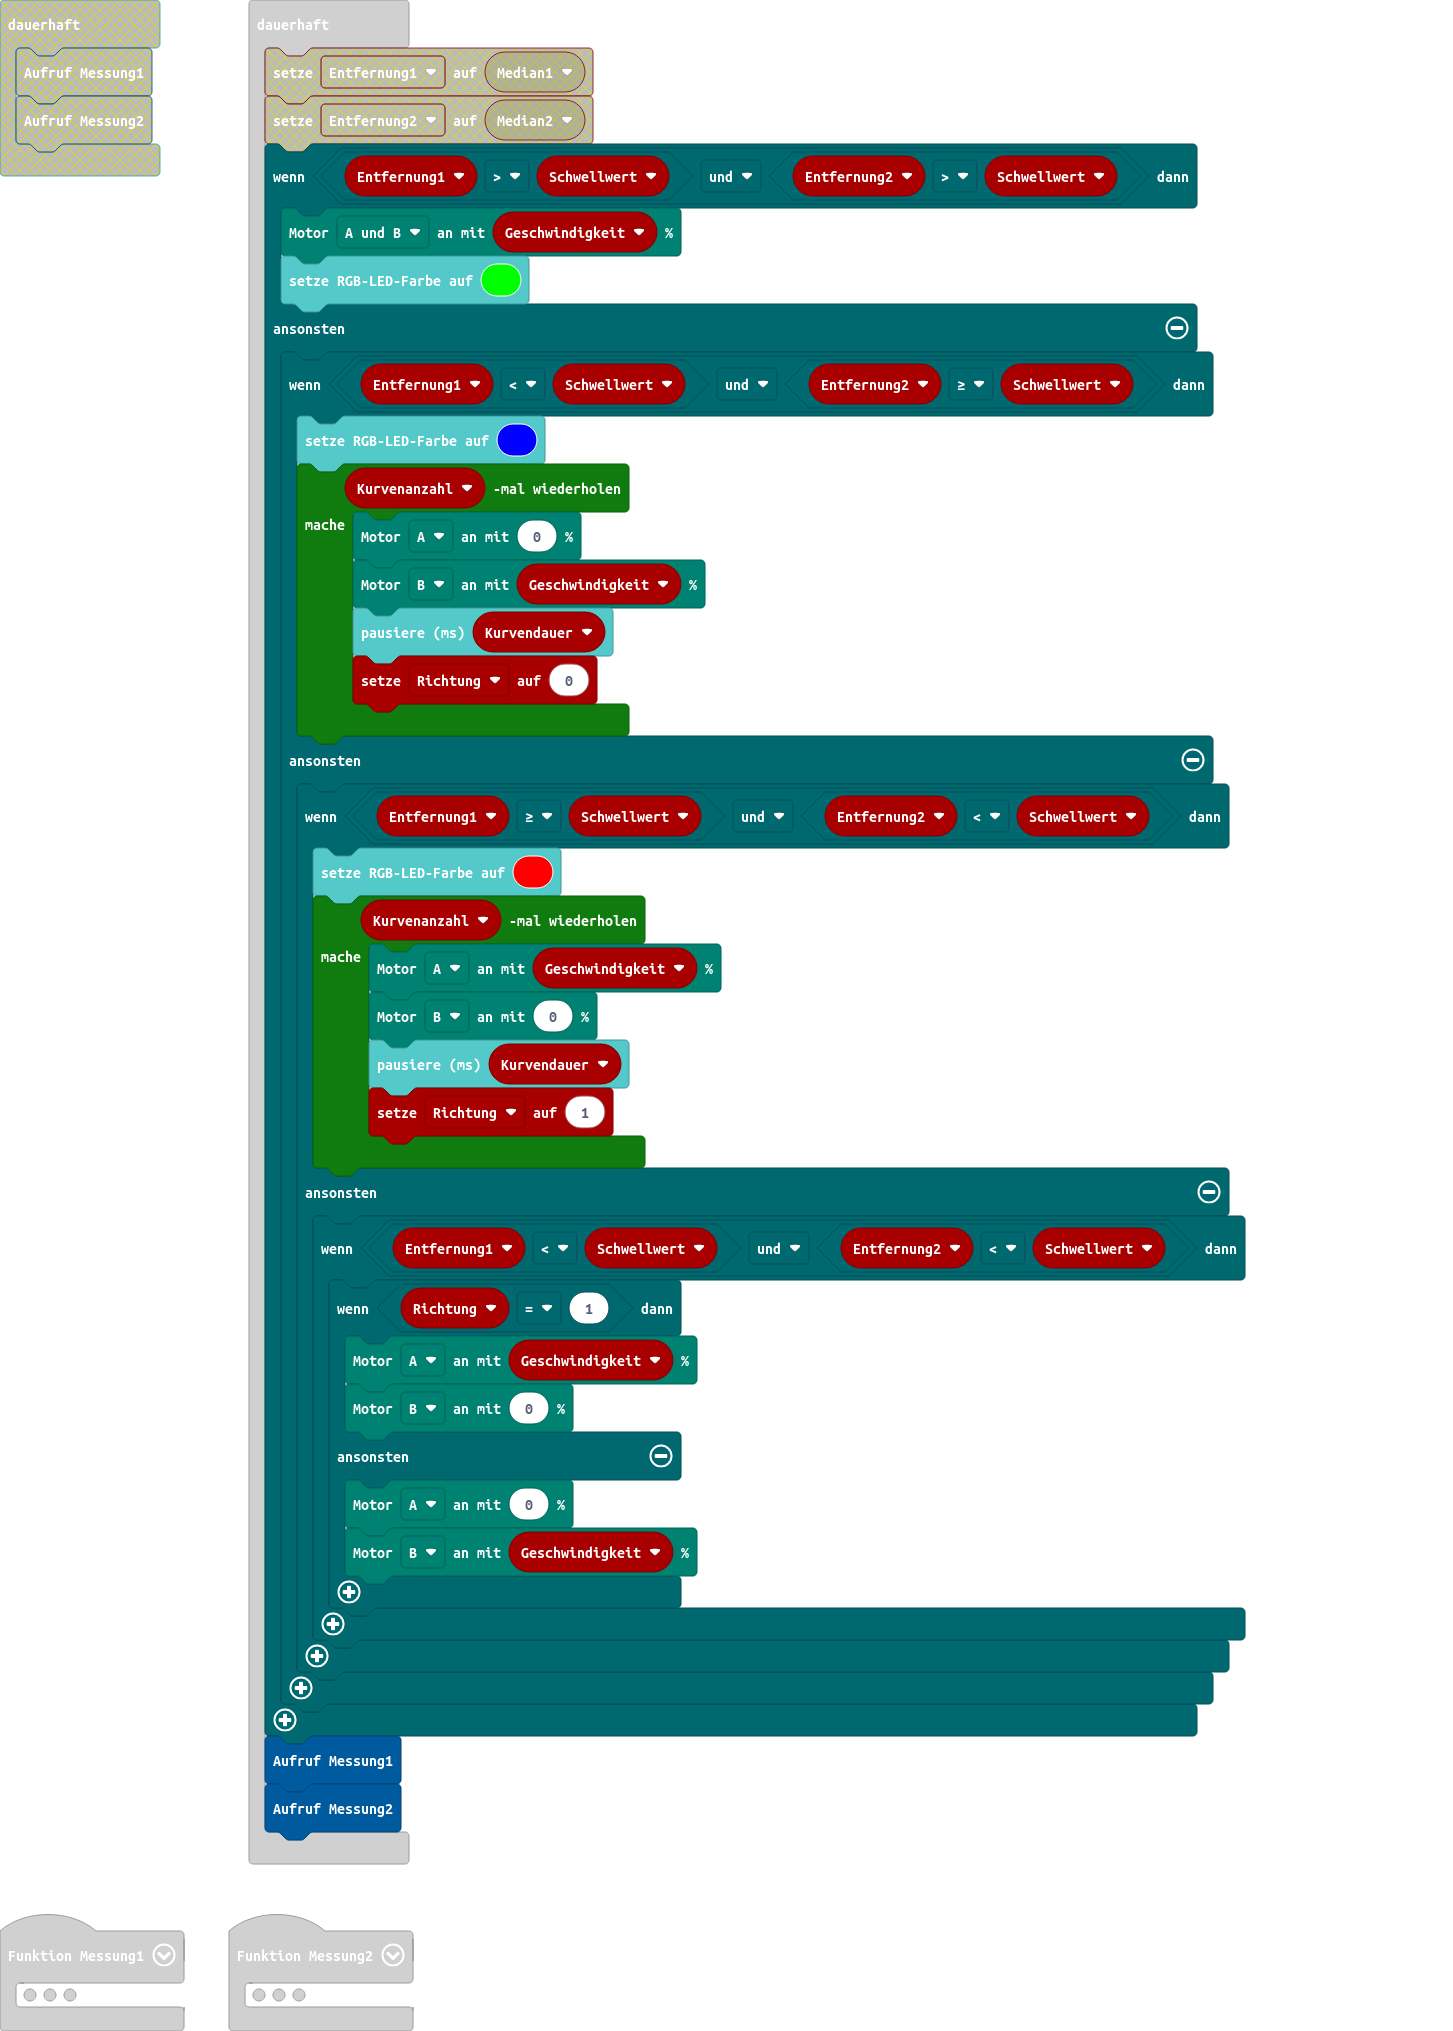 dauerhaft
Aufruf Messung1
Aufruf Messung2
dauerhaft
setze Entfernung1 auf Median1
setze Entfernung2 auf Median2
wenn Entfernung1 > Schwellwert und Entfernung2 > Schwellwert dann
Motor A und B an mit Geschwindigkeit %
setze RGB-LED-Farbe auf
ansonsten
wenn Entfernung1 < Schwellwert und Entfernung2 ≥ Schwellwert dann
setze RGB-LED-Farbe auf
Kurvenanzahl -mal wiederholen
mache
Motor A an mit 0 %
Motor B an mit Geschwindigkeit %
pausiere (ms) Kurvendauer
setze Richtung auf 0
ansonsten
wenn Entfernung1 ≥ Schwellwert und Entfernung2 < Schwellwert dann
setze RGB-LED-Farbe auf
Kurvenanzahl -mal wiederholen
mache
Motor A an mit Geschwindigkeit %
Motor B an mit 0 %
pausiere (ms) Kurvendauer
setze Richtung auf 1
ansonsten
wenn Entfernung1 < Schwellwert und Entfernung2 < Schwellwert dann
wenn Richtung = 1 dann
Motor A an mit Geschwindigkeit %
Motor B an mit 0 %
ansonsten
Motor A an mit 0 %
Motor B an mit Geschwindigkeit %
Aufruf Messung1
Aufruf Messung2
Funktion Messung1
Funktion Messung2